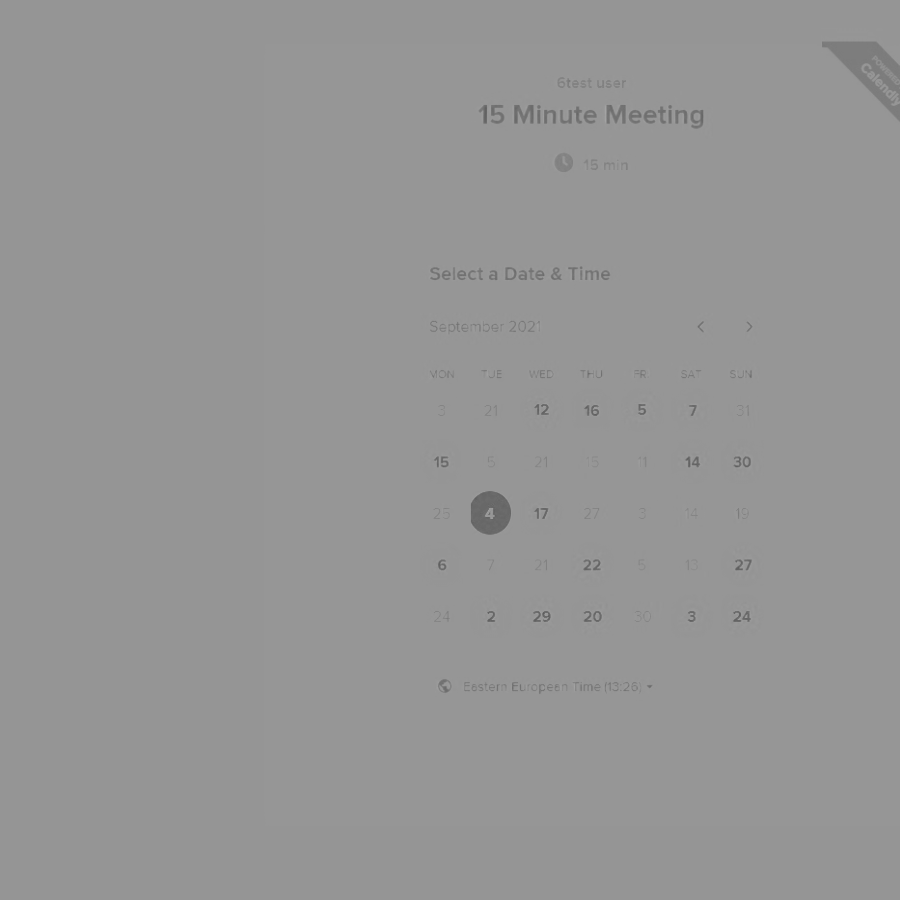 6test user
15 Minute Meeting
15 min
POWERED
Calendly
Select a Date & Time
September 2021
MON TUE WED THU FRI SAT SUN
3 21 12 16 5 7 31
15 5 21 15 11 14 30
25 4 17 27 3 14 19
6 7 21 22 6 13 27
24 2 29 20 30 3 24
Eastern European Time (13:26)